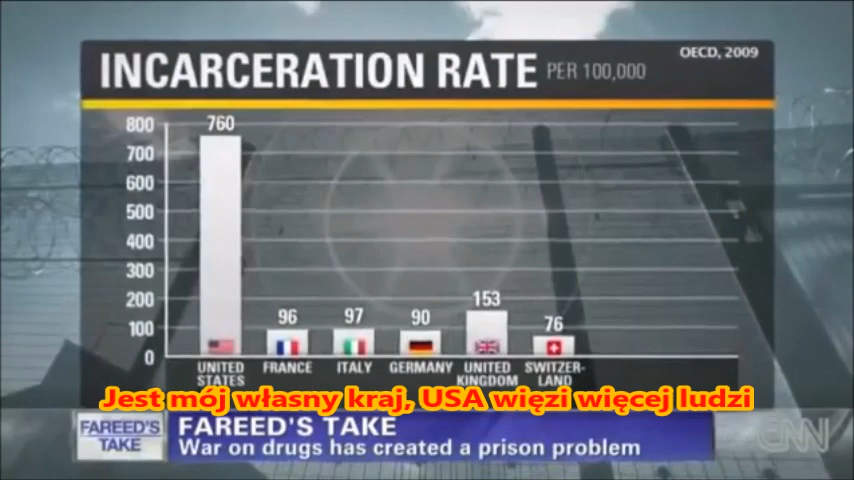 INCARCERATION RATE PER 100,000
OECD, 2009
800
700
600
500
400
300
200
100
0
760
96
97
90
153
76
UNITED STATES
FRANCE
ITALY
GERMANY
UNITED KINGDOM
SWITZER-LAND
Jest mój własny kraj, USA więzi więcej ludzi
FAREED'S TAKE
FAREED'S TAKE
War on drugs has created a prison problem
CNN